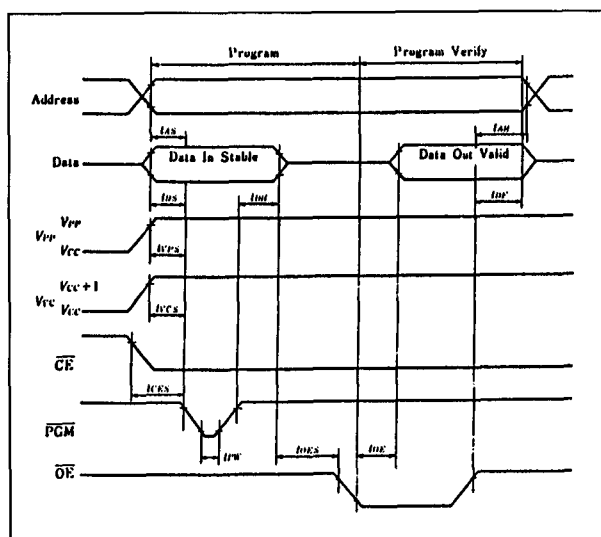 Program Program Verify
Address
tAS tAH
Data Data In Stable Data Out Valid
tDS tDH tDF
VPP VPP
VCC
tVPS
VCC VCC+1
VCC
tVCS
CE
tCES
PGM
tPW tOES tOE
OE